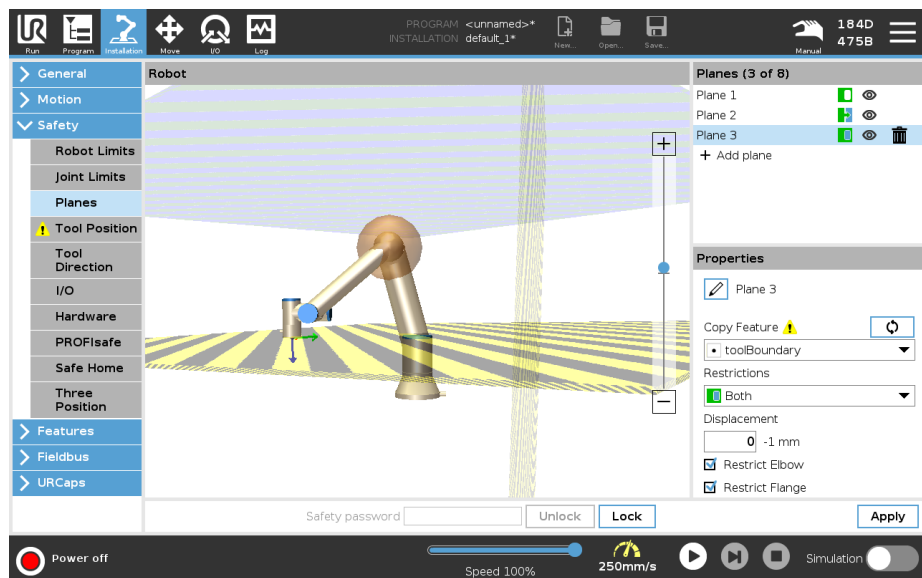 PROGRAM <unnamed>*
INSTALLATION default_1*
Run
Program
Installation
Move
I/O
Log
New...
Open...
Save...
Manual
184D
475B
General
Motion
Safety
Robot Limits
Joint Limits
Planes
Tool Position
Tool
Direction
I/O
Hardware
PROFIsafe
Safe Home
Three
Position
Features
Fieldbus
URCaps
Robot
Planes (3 of 8)
Plane 1
Plane 2
Plane 3
+ Add plane
Properties
Plane 3
Copy Feature
toolBoundary
Restrictions
Both
Displacement
0 -1 mm
Restrict Elbow
Restrict Flange
Safety password
Unlock
Lock
Apply
Power off
Speed 100%
250mm/s
Simulation